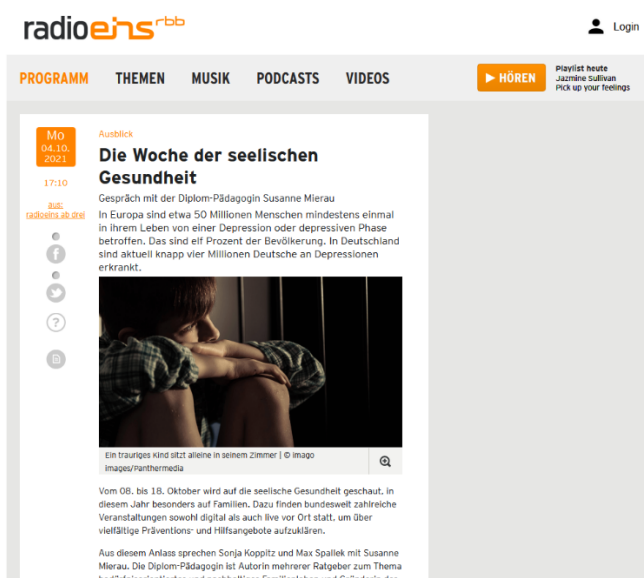 radioeins rbb
Login
PROGRAMM THEMEN MUSIK PODCASTS VIDEOS
HÖREN
Playlist heute
Jazmine Sullivan
Pick up your feelings
Mo
04.10.
2021
17:10
aus:
radioeins ab drei
Ausblick
Die Woche der seelischen
Gesundheit
Gespräch mit der Diplom-Pädagogin Susanne Mierau
In Europa sind etwa 50 Millionen Menschen mindestens einmal
in ihrem Leben von einer Depression oder depressiven Phase
betroffen. Das sind elf Prozent der Bevölkerung. In Deutschland
sind aktuell knapp vier Millionen Deutsche an Depressionen
erkrankt.
Ein trauriges Kind sitzt alleine in seinem Zimmer | © imago
images/Panthermedia
Vom 08. bis 18. Oktober wird auf die seelische Gesundheit geschaut, in
diesem Jahr besonders auf Familien. Dazu finden bundesweit zahlreiche
Veranstaltungen sowohl digital als auch live vor Ort statt, um über
vielfältige Präventions- und Hilfsangebote aufzuklären.
Aus diesem Anlass sprechen Sonja Koppitz und Max Spallek mit Susanne
Mierau. Die Diplom-Pädagogin ist Autorin mehrerer Ratgeber zum Thema